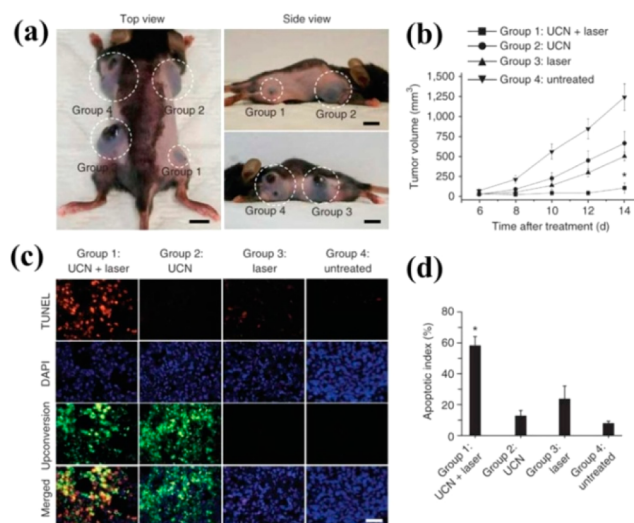 (a)
Top view
Side view
Group 4
Group 2
Group 1
Group 1
Group 2
Group 4
Group 3
(b)
Group 1: UCN + laser
Group 2: UCN
Group 3: laser
Group 4: untreated
Tumor volume (mm³)
1,500
1,250
1,000
750
500
250
0
6 8 10 12 14
*
Time after treatment (d)
(c)
Group 1:
UCN + laser
Group 2:
UCN
Group 3:
laser
Group 4:
untreated
TUNEL
DAPI
Upconversion
Merged
(d)
Apoptotic index (%)
80
60
40
20
0
*
Group 1:
UCN + laser
Group 2:
UCN
Group 3:
laser
Group 4:
untreated